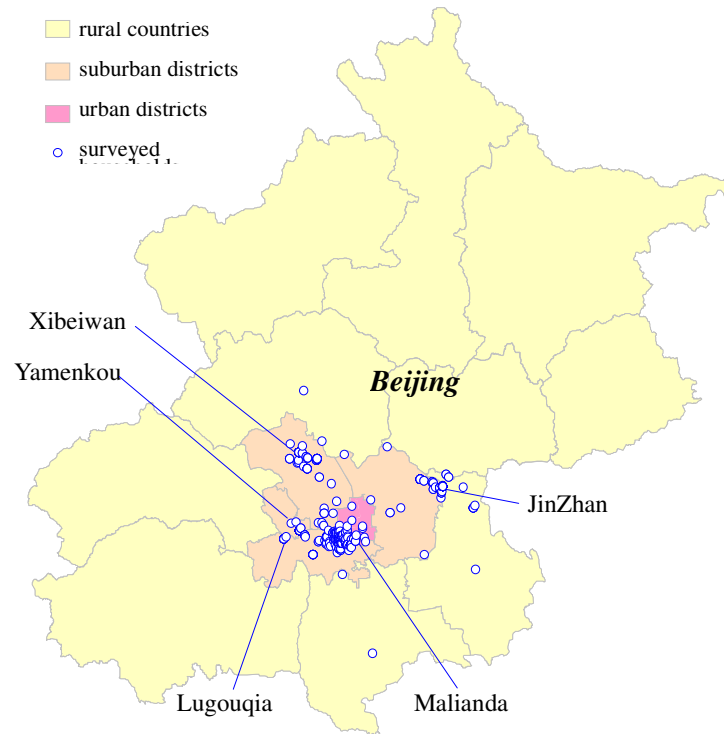 rural countries
suburban districts
urban districts
surveyed
Xibeiwan
Yamenkou
Beijing
JinZhan
Lugouqia
Malianda